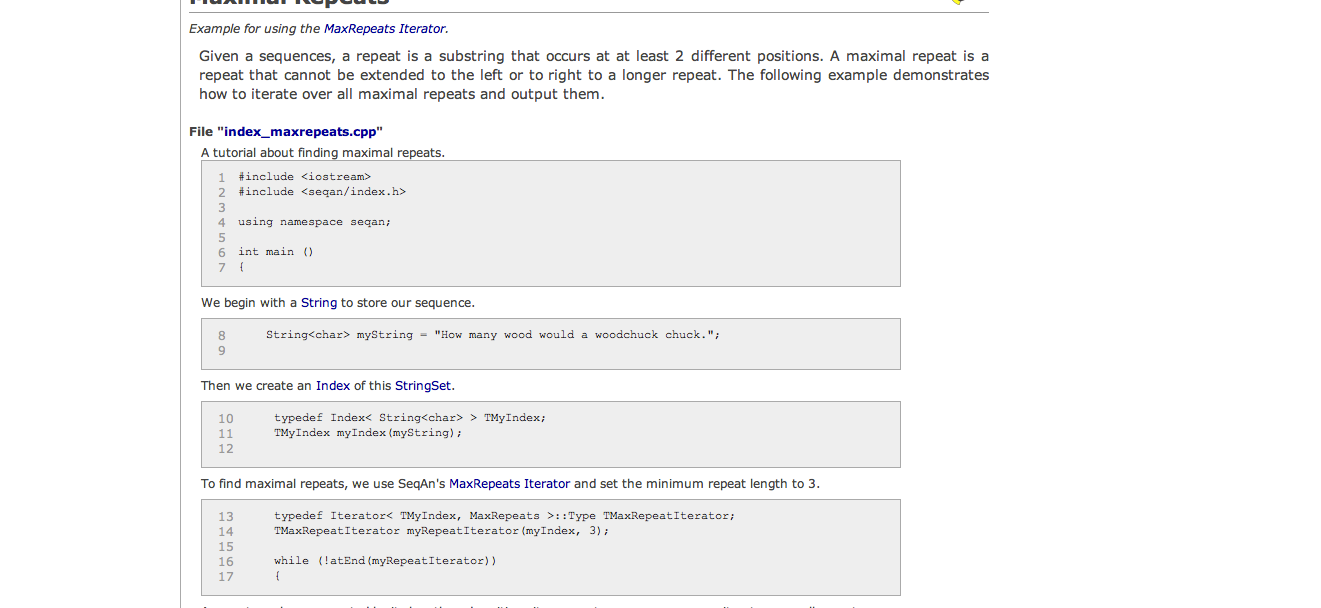 Maximal Repeats
Example for using the MaxRepeats Iterator.
Given a sequences, a repeat is a substring that occurs at at least 2 different positions. A maximal repeat is a
repeat that cannot be extended to the left or to right to a longer repeat. The following example demonstrates
how to iterate over all maximal repeats and output them.
File "index_maxrepeats.cpp"
A tutorial about finding maximal repeats.
1 #include <iostream>
2 #include <seqan/index.h>
3
4 using namespace seqan;
5
6 int main ()
7 {
We begin with a String to store our sequence.
8 String<char> myString = "How many wood would a woodchuck chuck.";
9
Then we create an Index of this StringSet.
10 typedef Index< String<char> > TMyIndex;
11 TMyIndex myIndex(myString);
12
To find maximal repeats, we use SeqAn's MaxRepeats Iterator and set the minimum repeat length to 3.
13 typedef Iterator< TMyIndex, MaxRepeats >::Type TMaxRepeatIterator;
14 TMaxRepeatIterator myRepeatIterator(myIndex, 3);
15
16 while (!atEnd(myRepeatIterator))
17 {